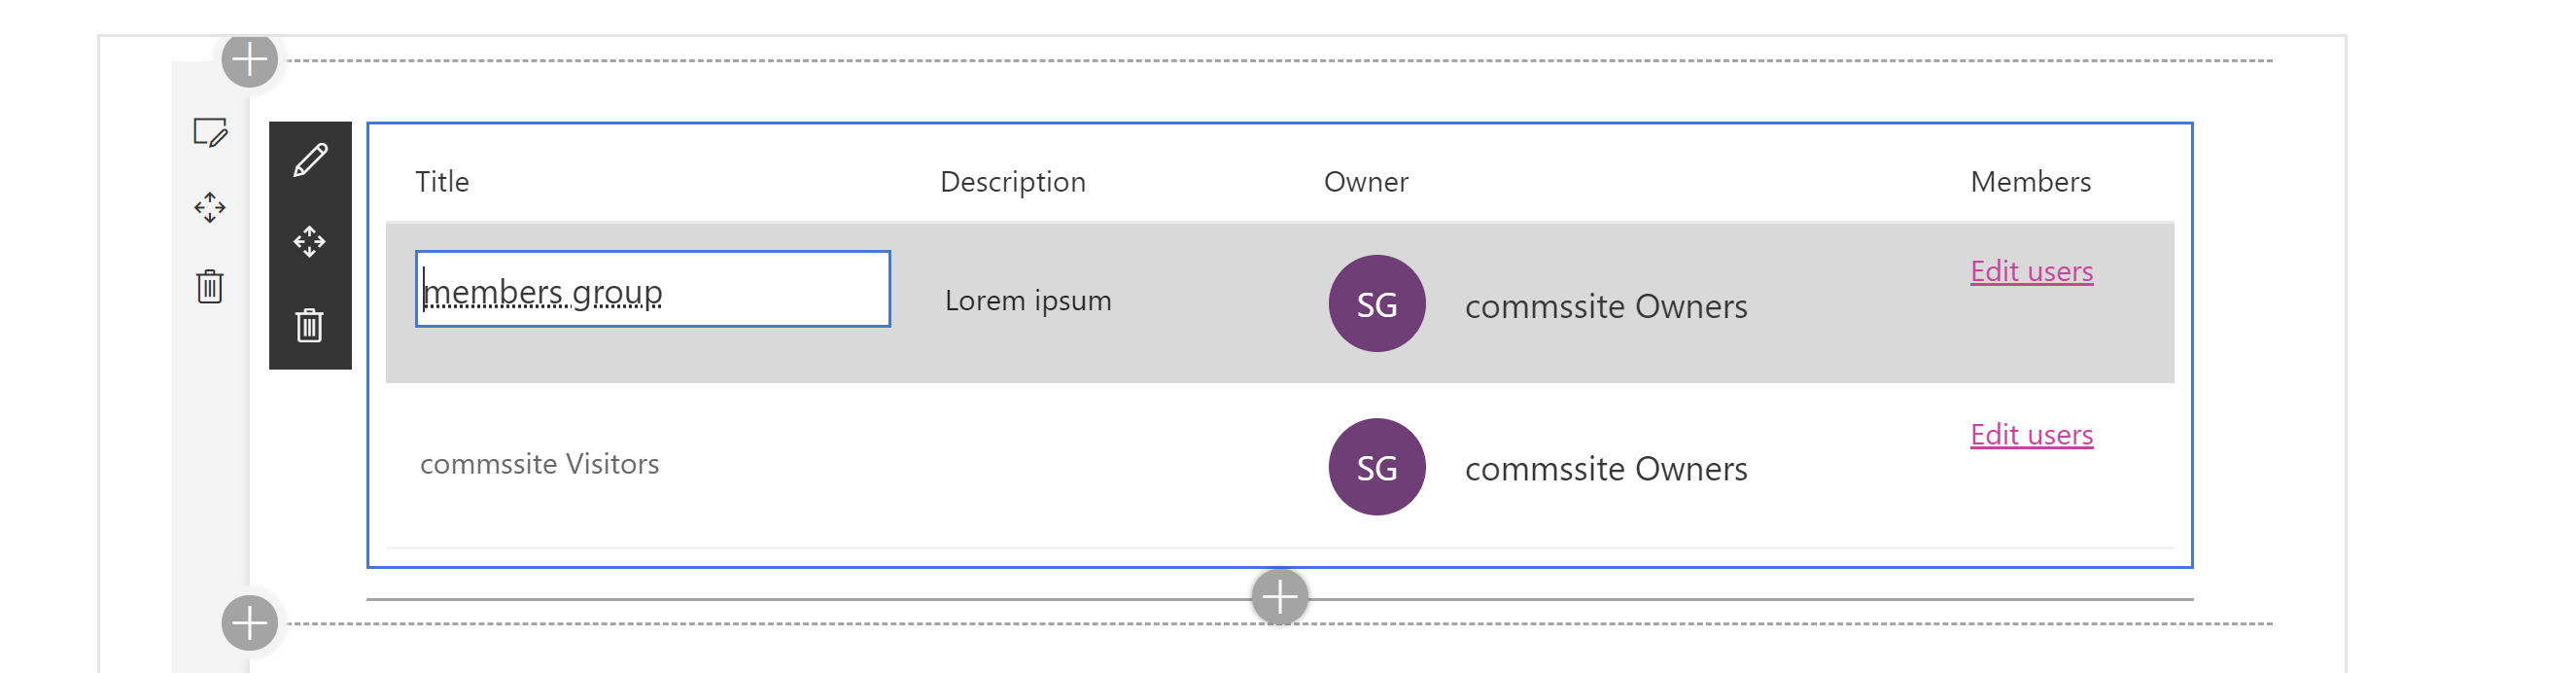 Title Description Owner Members
members group Lorem ipsum SG commssite Owners Edit users
commssite Visitors SG commssite Owners Edit users